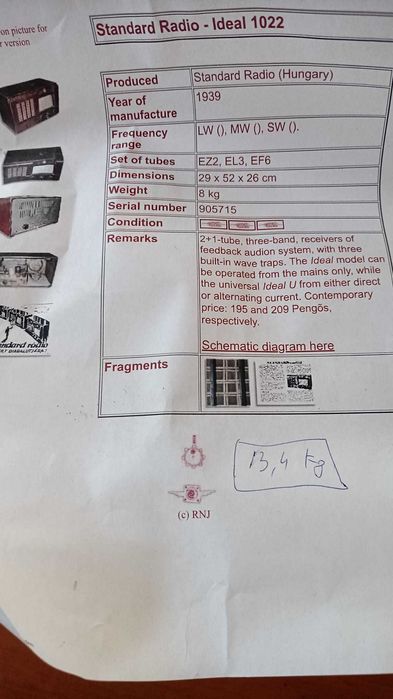 on picture for
r version
Standard Radio - Ideal 1022
Produced
Standard Radio (Hungary)
Year of
manufacture
1939
Frequency
range
LW (), MW (), SW ().
Set of tubes
EZ2, EL3, EF6
Dimensions
29 x 52 x 26 cm
Weight
8 kg
Serial number
905715
Condition
Remarks
2+1-tube, three-band, receivers of
feedback audion system, with three
built-in wave traps. The Ideal model can
be operated from the mains only, while
the universal Ideal U from either direct
or alternating current. Contemporary
price: 195 and 209 Pengõs,
respectively.
Schematic diagram here
Fragments
ndard radio
13,4 kg
(c) RNJ